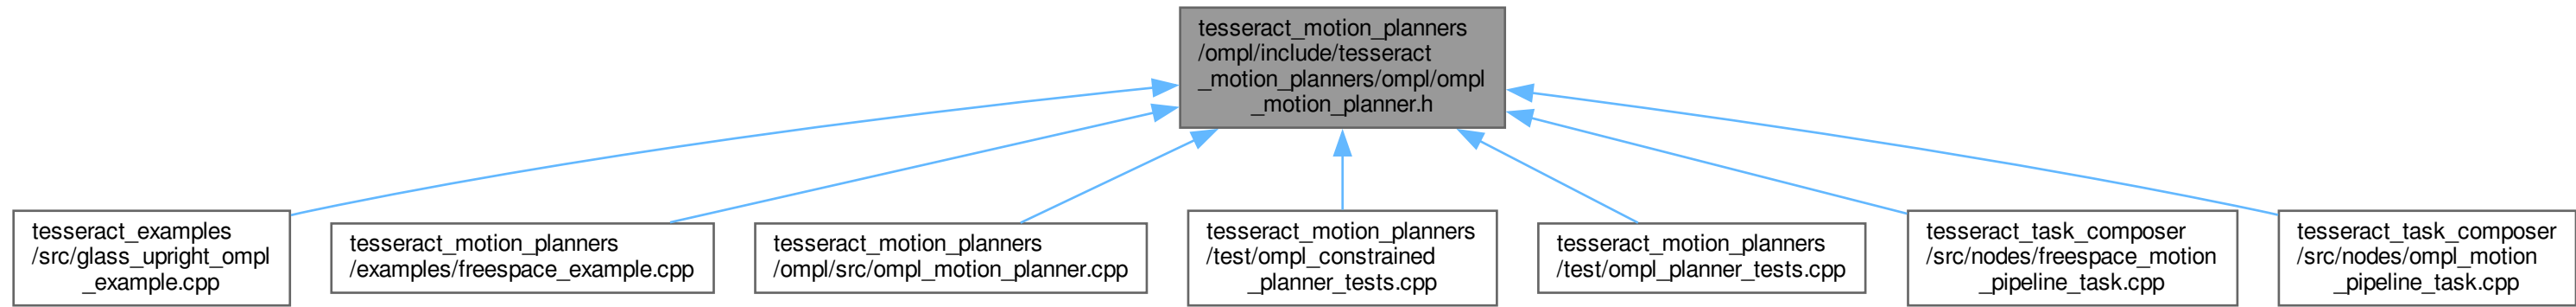 tesseract_motion_planners
/ompl/include/tesseract
_motion_planners/ompl/ompl
_motion_planner.h
tesseract_examples
/src/glass_upright_ompl
_example.cpp
tesseract_motion_planners
/examples/freespace_example.cpp
tesseract_motion_planners
/ompl/src/ompl_motion_planner.cpp
tesseract_motion_planners
/test/ompl_constrained
_planner_tests.cpp
tesseract_motion_planners
/test/ompl_planner_tests.cpp
tesseract_task_composer
/src/nodes/freespace_motion
_pipeline_task.cpp
tesseract_task_composer
/src/nodes/ompl_motion
_pipeline_task.cpp